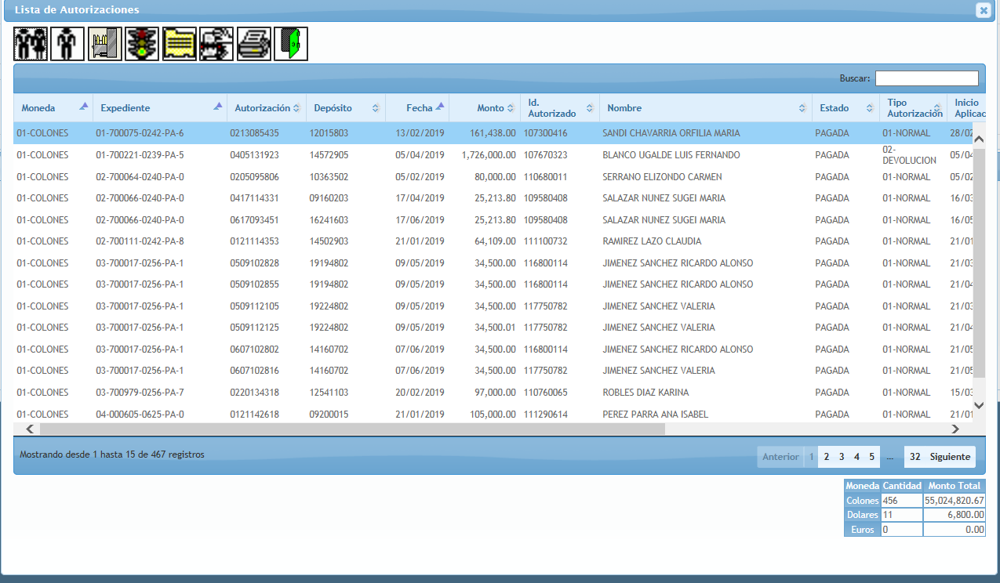 Lista de Autorizaciones
Buscar:
Moneda Expediente Autorización Depósito Fecha Monto Id. Autorizado Nombre Estado Tipo Autorización Inicio Aplicac
01-COLONES 01-700075-0242-PA-6 0213085435 12015803 13/02/2019 161,438.00 107300416 SANDI CHAVARRIA ORFILIA MARIA PAGADA 01-NORMAL 28/02
01-COLONES 01-700221-0239-PA-5 0405131923 14572905 05/04/2019 1,726,000.00 107670323 BLANCO UGALDE LUIS FERNANDO PAGADA 02-DEVOLUCION 05/04
01-COLONES 02-700064-0240-PA-0 0205095806 10363502 05/02/2019 80,000.00 110680011 SERRANO ELIZONDO CARMEN PAGADA 01-NORMAL 05/02
01-COLONES 02-700066-0240-PA-0 0417114331 09160203 17/04/2019 25,213.80 109580408 SALAZAR NUNEZ SUGEI MARIA PAGADA 01-NORMAL 16/03
01-COLONES 02-700066-0240-PA-0 0617093451 16241603 17/06/2019 25,213.80 109580408 SALAZAR NUNEZ SUGEI MARIA PAGADA 01-NORMAL 16/05
01-COLONES 02-700111-0242-PA-8 0121114353 14502903 21/01/2019 64,109.00 111100732 RAMIREZ LAZO CLAUDIA PAGADA 01-NORMAL 21/01
01-COLONES 03-700017-0256-PA-1 0509102828 19194802 09/05/2019 34,500.00 116800114 JIMENEZ SANCHEZ RICARDO ALONSO PAGADA 01-NORMAL 21/03
01-COLONES 03-700017-0256-PA-1 0509102855 19194802 09/05/2019 34,500.00 116800114 JIMENEZ SANCHEZ RICARDO ALONSO PAGADA 01-NORMAL 21/04
01-COLONES 03-700017-0256-PA-1 0509112105 19224802 09/05/2019 34,500.00 117750782 JIMENEZ SANCHEZ VALERIA PAGADA 01-NORMAL 21/03
01-COLONES 03-700017-0256-PA-1 0509112125 19224802 09/05/2019 34,500.01 117750782 JIMENEZ SANCHEZ VALERIA PAGADA 01-NORMAL 21/04
01-COLONES 03-700017-0256-PA-1 0607102802 14160702 07/06/2019 34,500.00 116800114 JIMENEZ SANCHEZ RICARDO ALONSO PAGADA 01-NORMAL 21/05
01-COLONES 03-700017-0256-PA-1 0607102816 14160702 07/06/2019 34,500.00 117750782 JIMENEZ SANCHEZ VALERIA PAGADA 01-NORMAL 21/05
01-COLONES 03-700979-0256-PA-7 0220134318 12541103 20/02/2019 97,000.00 110760065 ROBLES DIAZ KARINA PAGADA 01-NORMAL 15/03
01-COLONES 04-000605-0625-PA-0 0121142618 09200015 21/01/2019 105,000.00 111290614 PEREZ PARRA ANA ISABEL PAGADA 01-NORMAL 21/01
Mostrando desde 1 hasta 15 de 467 registros Anterior 1 2 3 4 5 ... 32 Siguiente
Moneda Cantidad Monto Total
Colones 456 55,024,820.67
Dolares 11 6,800.00
Euros 0 0.00